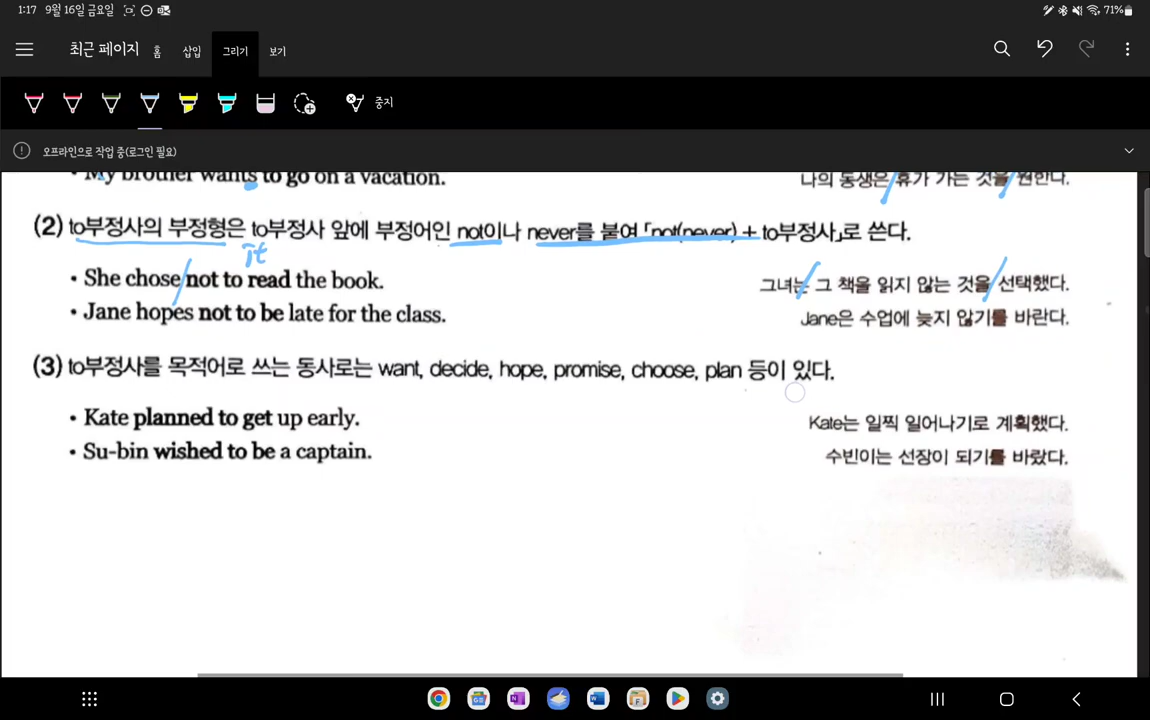 1:17 9월 16일 금요일 71%
최근 페이지 홈 삽입 그리기 보기
중지
오프라인으로 작업 중(로그인 필요)
• My brother wants to go on a vacation. 나의 동생은 휴가 가는 것을 원한다.
(2) to부정사의 부정형은 to부정사 앞에 부정어인 not이나 never를 붙여 「not(never) + to부정사」로 쓴다.
it
• She chose not to read the book. 그녀는 그 책을 읽지 않는 것을 선택했다.
• Jane hopes not to be late for the class. Jane은 수업에 늦지 않기를 바란다.
(3) to부정사를 목적어로 쓰는 동사로는 want, decide, hope, promise, choose, plan 등이 있다.
• Kate planned to get up early. Kate는 일찍 일어나기로 계획했다.
• Su-bin wished to be a captain. 수빈이는 선장이 되기를 바랐다.